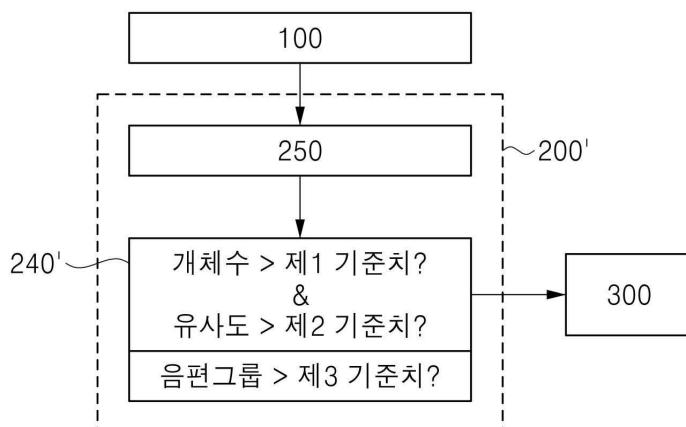 100
250
200'
240'
개체수 > 제1 기준치?
&
유사도 > 제2 기준치?
300
음편그룹 > 제3 기준치?